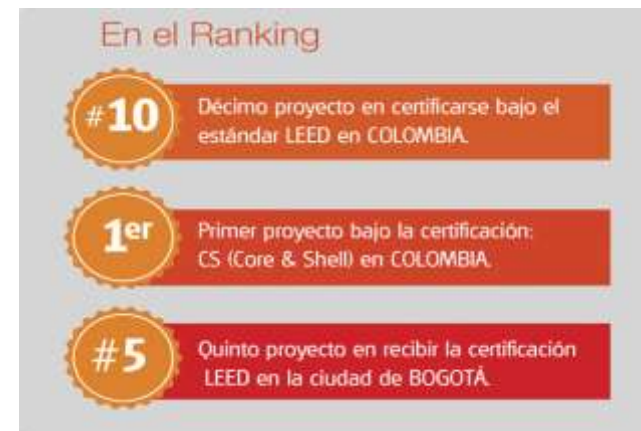 En el Ranking
#10
Décimo proyecto en certificarse bajo el
estándar LEED en COLOMBIA.
1er
Primer proyecto bajo la certificación:
CS (Core & Shell) en COLOMBIA.
#5
Quinto proyecto en recibir la certificación
LEED en la ciudad de BOGOTÁ.